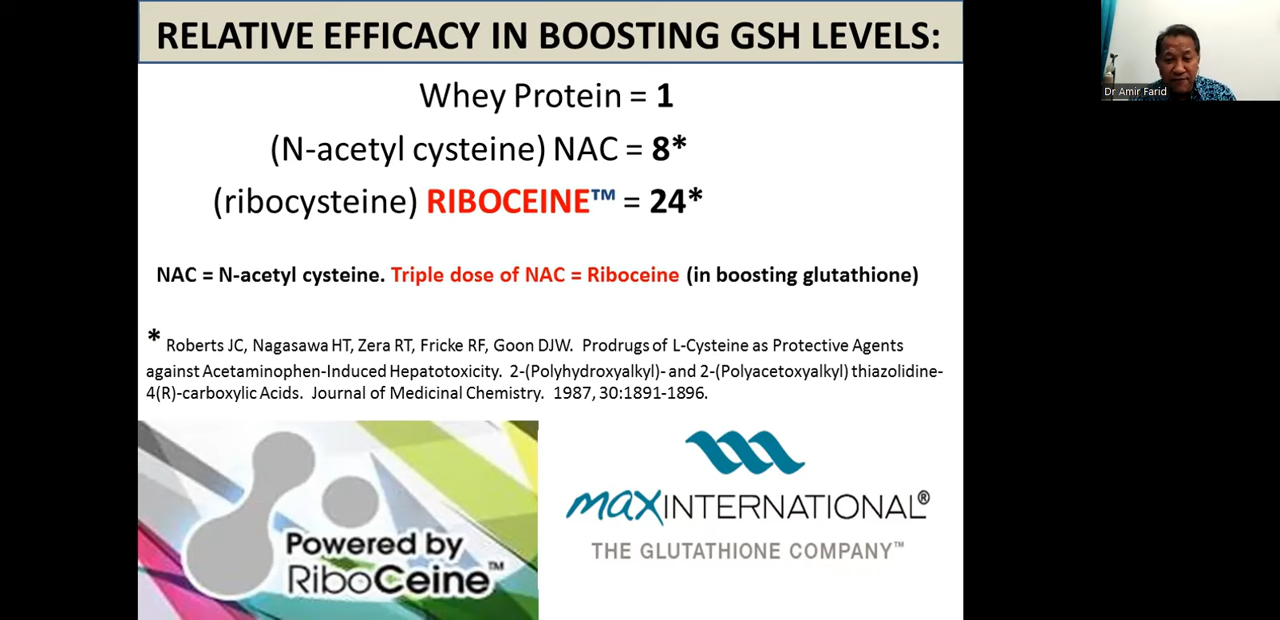 RELATIVE EFFICACY IN BOOSTING GSH LEVELS:
Whey Protein = 1
(N-acetyl cysteine) NAC = 8*
(ribocysteine) RIBOCEINE™ = 24*
NAC = N-acetyl cysteine. Triple dose of NAC = Riboceine (in boosting glutathione)
* Roberts JC, Nagasawa HT, Zera RT, Fricke RF, Goon DJW. Prodrugs of L-Cysteine as Protective Agents
against Acetaminophen-Induced Hepatotoxicity. 2-(Polyhydroxyalkyl)- and 2-(Polyacetoxyalkyl) thiazolidine-
4(R)-carboxylic Acids. Journal of Medicinal Chemistry. 1987, 30:1891-1896.
Powered by
RiboCeine™
maxINTERNATIONAL®
THE GLUTATHIONE COMPANY™
Dr Amir Farid